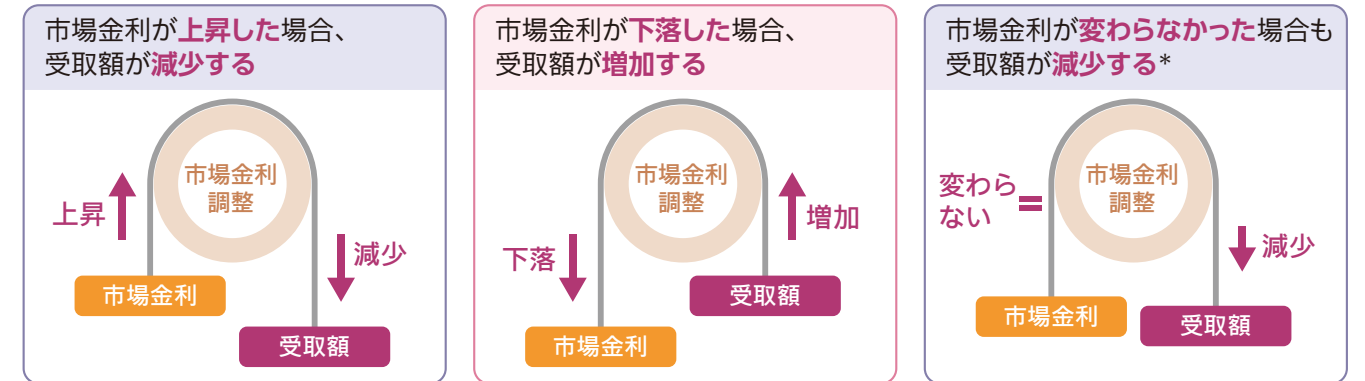 市場金利が上昇した場合、
受取額が減少する
市場金利
調整
上昇
減少
市場金利
受取額
市場金利が下落した場合、
受取額が増加する
市場金利
調整
下落
増加
受取額
市場金利
市場金利が変わらなかった場合も
受取額が減少する*
市場金利
調整
変わら
ない
=
減少
市場金利
受取額